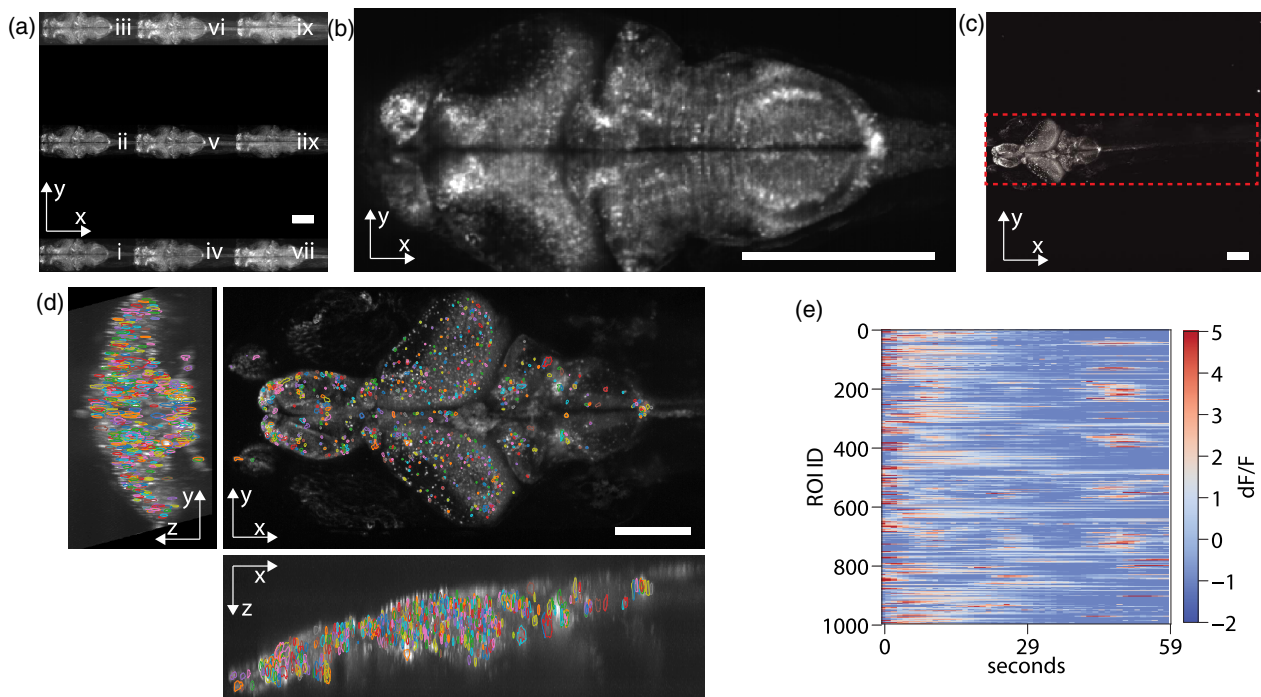 (a)
iii
vi
ix
ii
v
iix
y
x
i
iv
vii
(b)
y
x
(c)
y
x
(d)
y
z
y
x
x
z
(e)
ROI ID
0
200
400
600
800
1000
0
29
59
seconds
5
4
3
2
1
0
−1
−2
dF/F